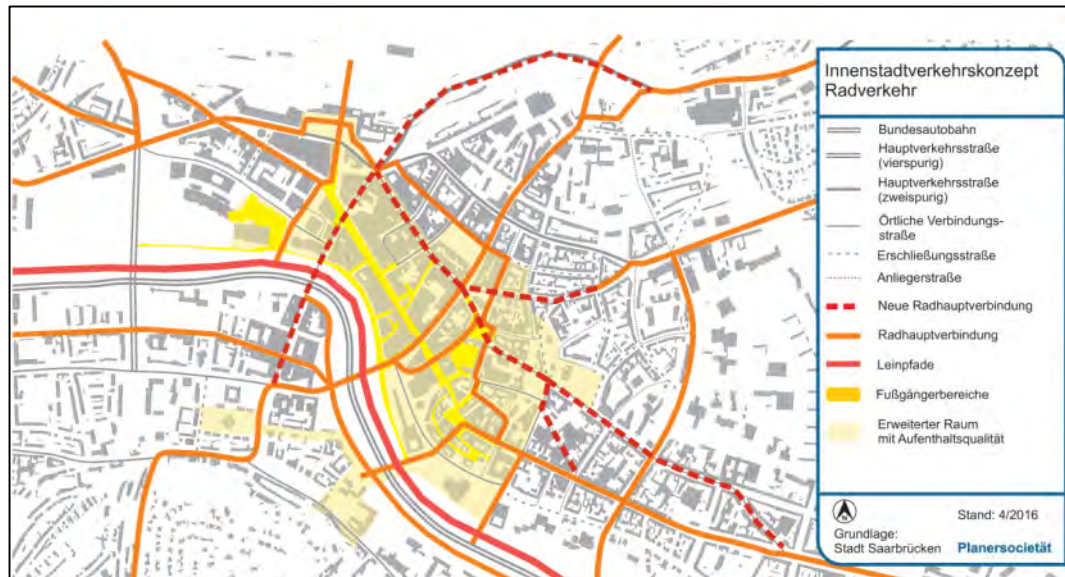 Innenstadtverkehrskonzept
Radverkehr
Bundesautobahn
Hauptverkehrsstraße
(vierspurig)
Hauptverkehrsstraße
(zweispurig)
Örtliche Verbindungs-
straße
Erschließungsstraße
Anliegerstraße
Neue Radhauptverbindung
Radhauptverbindung
Leinpfade
Fußgängerbereiche
Erweiterter Raum
mit Aufenthaltsqualität
N
Stand: 4/2016
Grundlage:
Stadt Saarbrücken Planersocietät